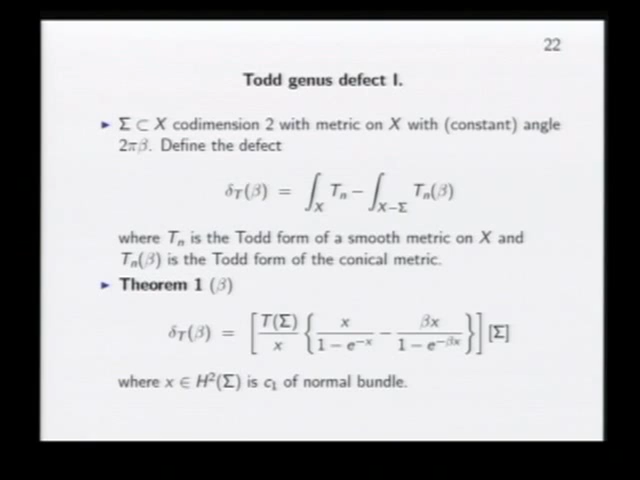 22
Todd genus defect I.
▶ Σ ⊂ X codimension 2 with metric on X with (constant) angle
2πβ. Define the defect
δ_T(β) = ∫_X T_n − ∫_{X−Σ} T_n(β)
where T_n is the Todd form of a smooth metric on X and
T_n(β) is the Todd form of the conical metric.
▶ Theorem 1 (β)
δ_T(β) = [ T(Σ)/x { x/(1 − e^{−x}) − βx/(1 − e^{−βx}) } ] [Σ]
where x ∈ H²(Σ) is c₁ of normal bundle.